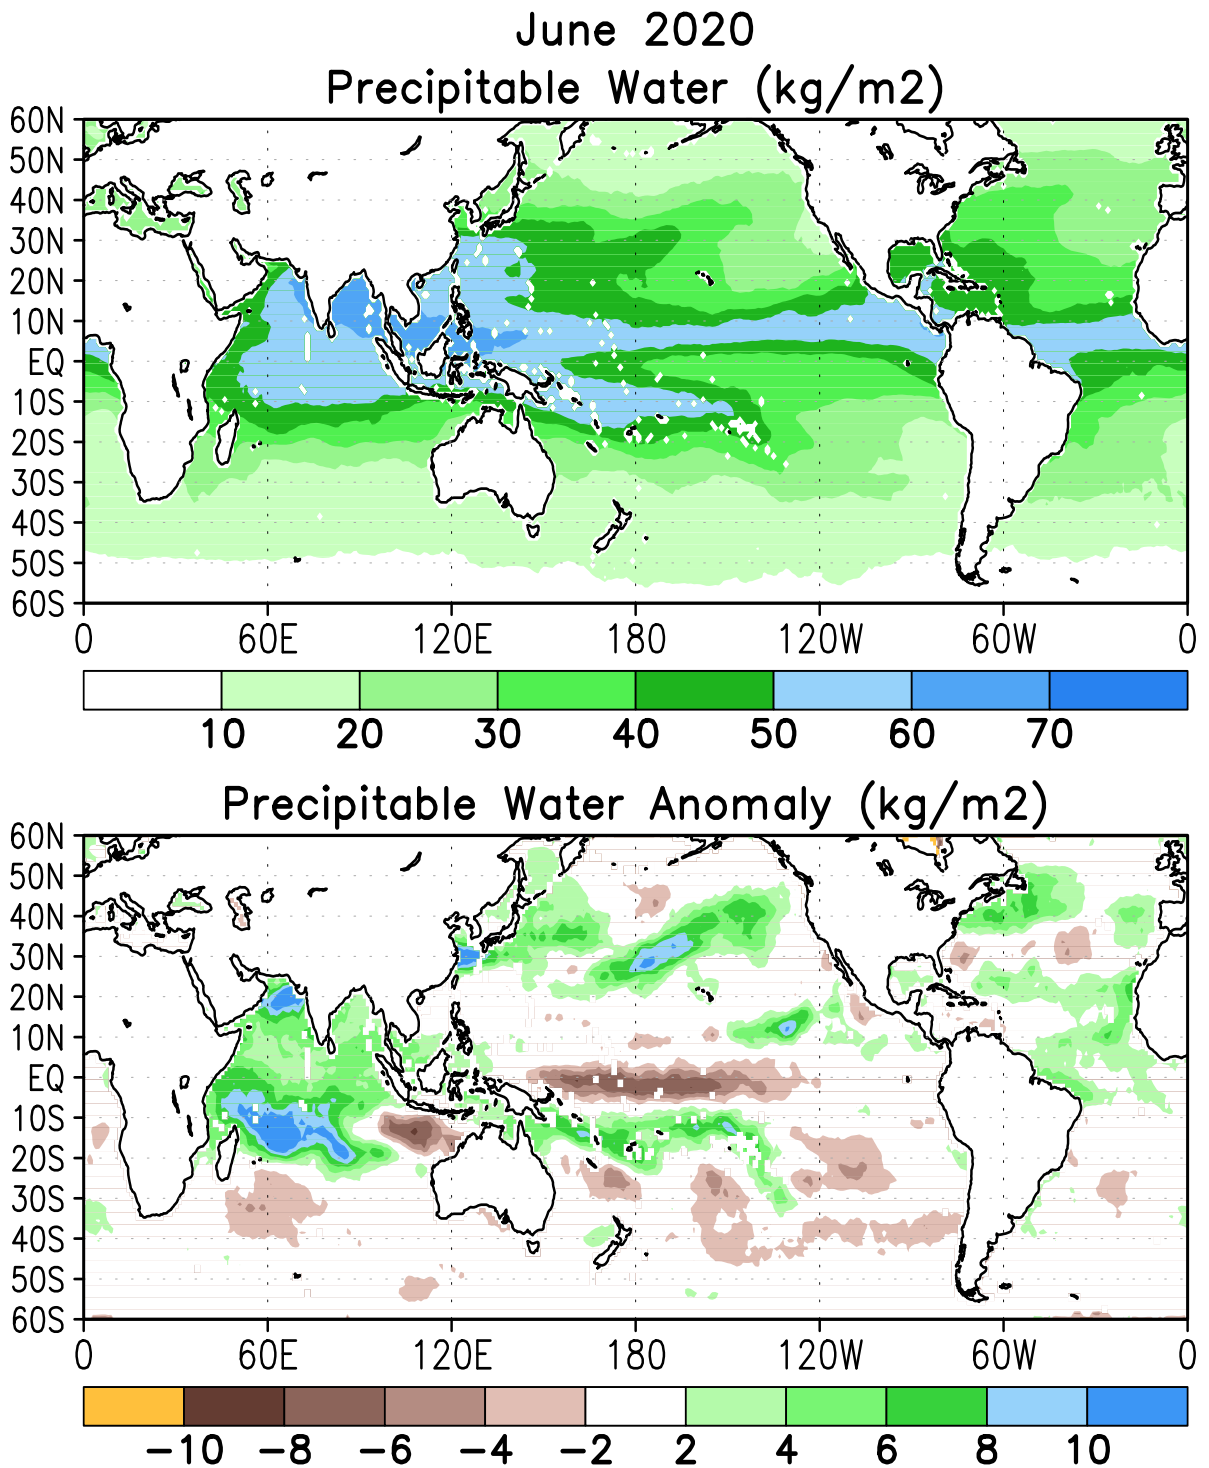 June 2020
Precipitable Water (kg/m2)
60N
50N
40N
30N
20N
10N
EQ
10S
20S
30S
40S
50S
60S
0 60E 120E 180 120W 60W 0
10 20 30 40 50 60 70
Precipitable Water Anomaly (kg/m2)
60N
50N
40N
30N
20N
10N
EQ
10S
20S
30S
40S
50S
60S
0 60E 120E 180 120W 60W 0
−10 −8 −6 −4 −2 2 4 6 8 10